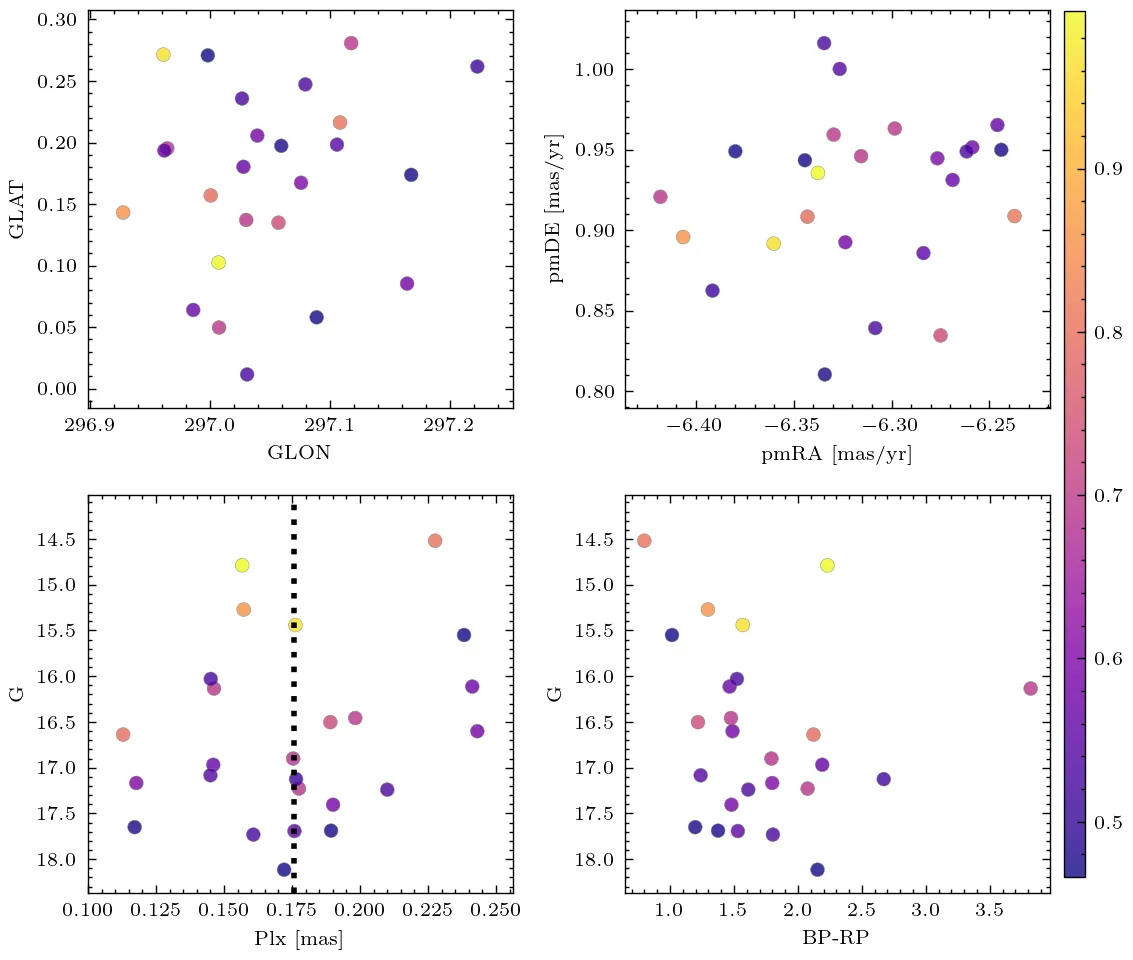 0.30
0.25
0.20
0.15
0.10
0.05
0.00
GLAT
296.9 297.0 297.1 297.2
GLON
1.00
0.95
0.90
0.85
0.80
pmDE [mas/yr]
−6.40 −6.35 −6.30 −6.25
pmRA [mas/yr]
0.9
0.8
0.7
0.6
0.5
14.5
15.0
15.5
16.0
16.5
17.0
17.5
18.0
G
0.100 0.125 0.150 0.175 0.200 0.225 0.250
Plx [mas]
14.5
15.0
15.5
16.0
16.5
17.0
17.5
18.0
G
1.0 1.5 2.0 2.5 3.0 3.5
BP-RP